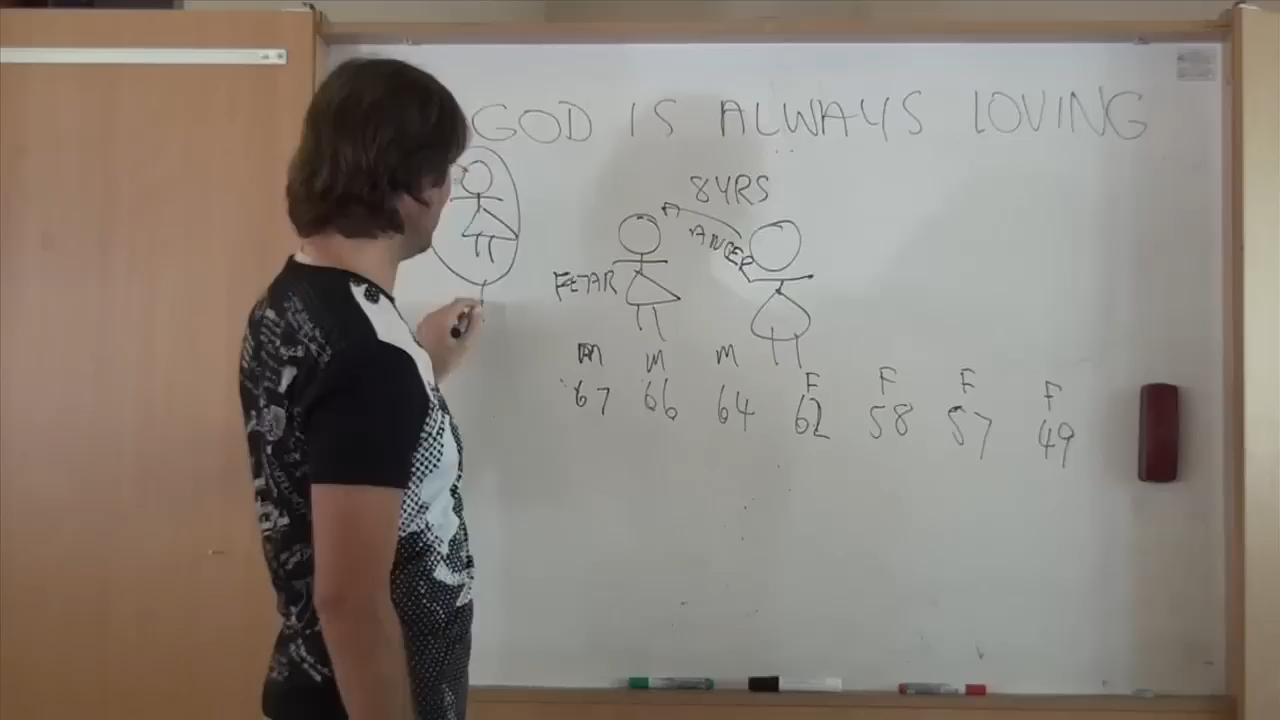 GOD IS ALWAYS LOVING
8YRS
ANGER
FEAR
M M M F F F F
67 66 64 62 58 57 49